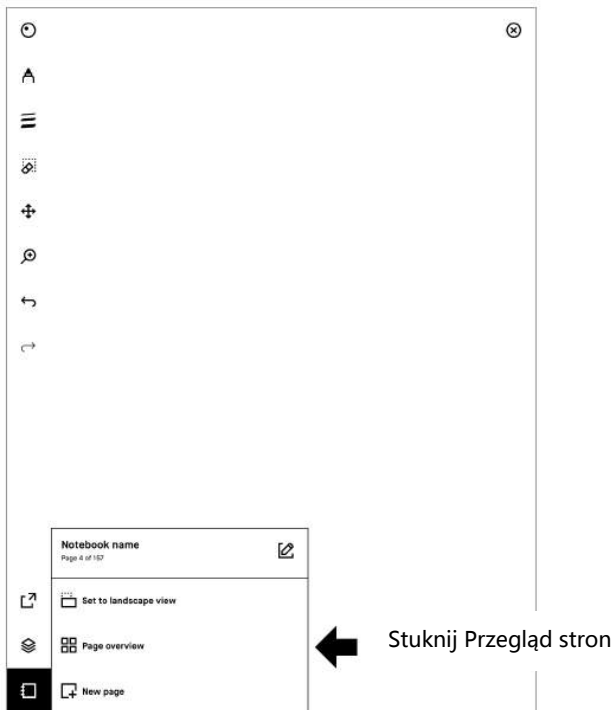 Notebook name
Page 4 of 157
Set to landscape view
Page overview
Stuknij Przegląd stron
New page